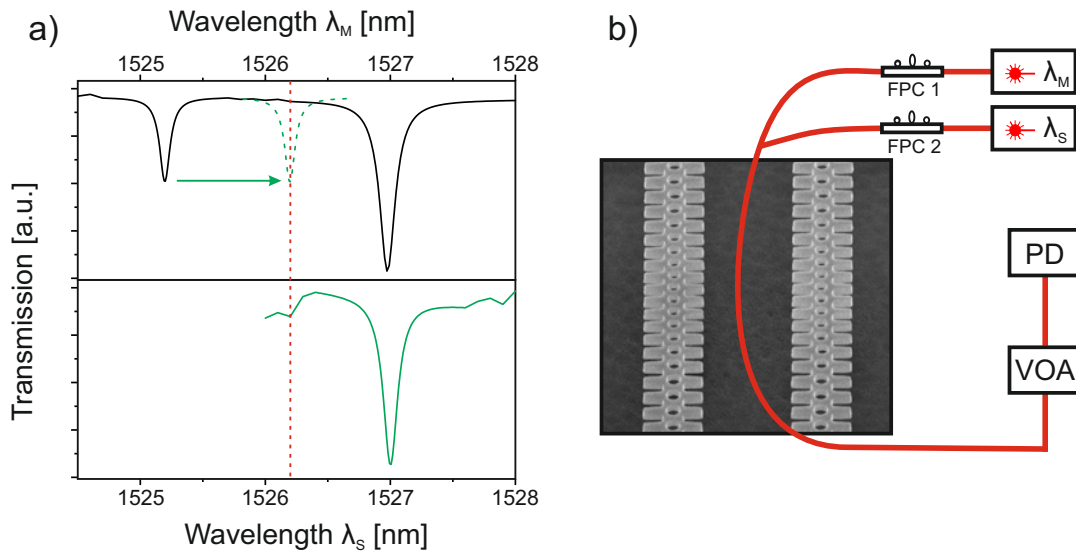 a)
Wavelength λM [nm]
1525 1526 1527 1528
Transmission [a.u.]
1525 1526 1527 1528
Wavelength λS [nm]
b)
FPC 1
λM
FPC 2
λS
PD
VOA